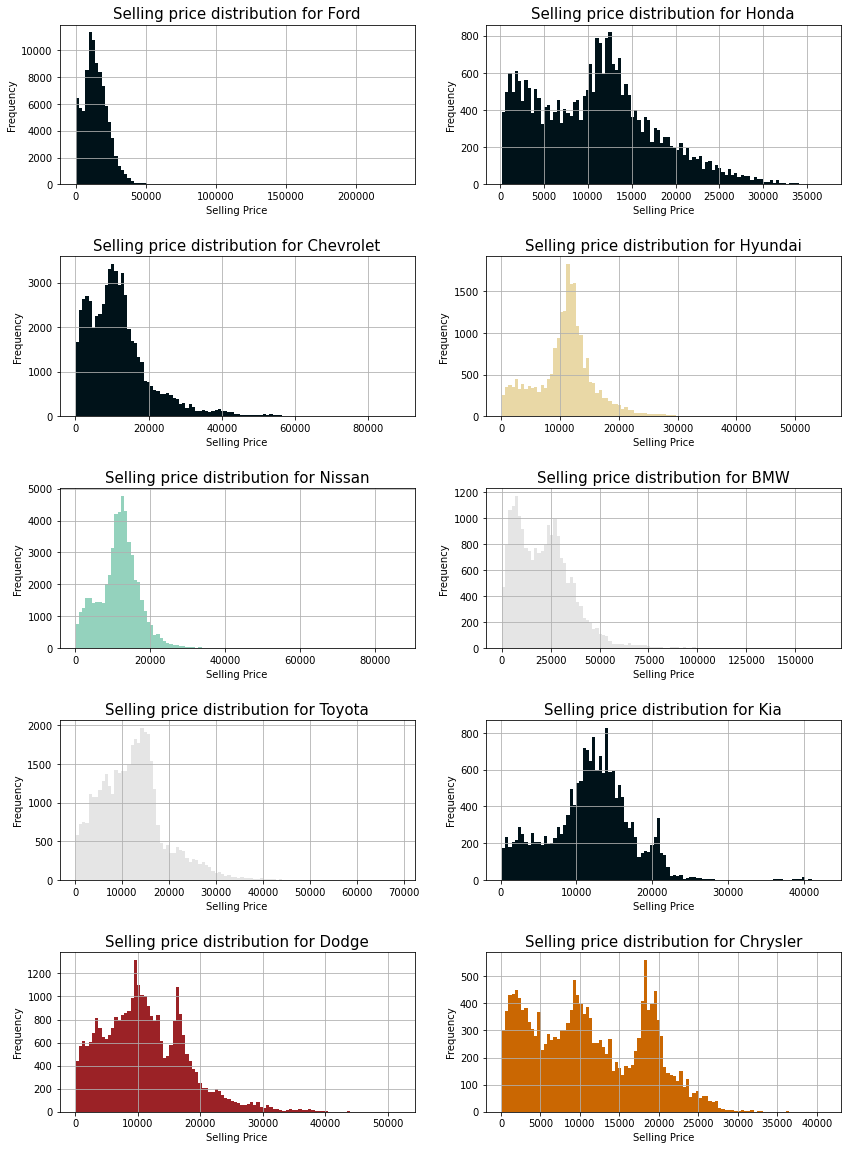 Selling price distribution for Ford
10000
8000
6000
4000
2000
0
Frequency
0 50000 100000 150000 200000
Selling Price
Selling price distribution for Honda
800
600
400
200
0
Frequency
0 5000 10000 15000 20000 25000 30000 35000
Selling Price
Selling price distribution for Chevrolet
3000
2000
1000
0
Frequency
0 20000 40000 60000 80000
Selling Price
Selling price distribution for Hyundai
1500
1000
500
0
Frequency
0 10000 20000 30000 40000 50000
Selling Price
Selling price distribution for Nissan
5000
4000
3000
2000
1000
0
Frequency
0 20000 40000 60000 80000
Selling Price
Selling price distribution for BMW
1200
1000
800
600
400
200
0
Frequency
0 25000 50000 75000 100000 125000 150000
Selling Price
Selling price distribution for Toyota
2000
1500
1000
500
0
Frequency
0 10000 20000 30000 40000 50000 60000 70000
Selling Price
Selling price distribution for Kia
800
600
400
200
0
Frequency
0 10000 20000 30000 40000
Selling Price
Selling price distribution for Dodge
1200
1000
800
600
400
200
0
Frequency
0 10000 20000 30000 40000 50000
Selling Price
Selling price distribution for Chrysler
500
400
300
200
100
0
Frequency
0 5000 10000 15000 20000 25000 30000 35000 40000
Selling Price